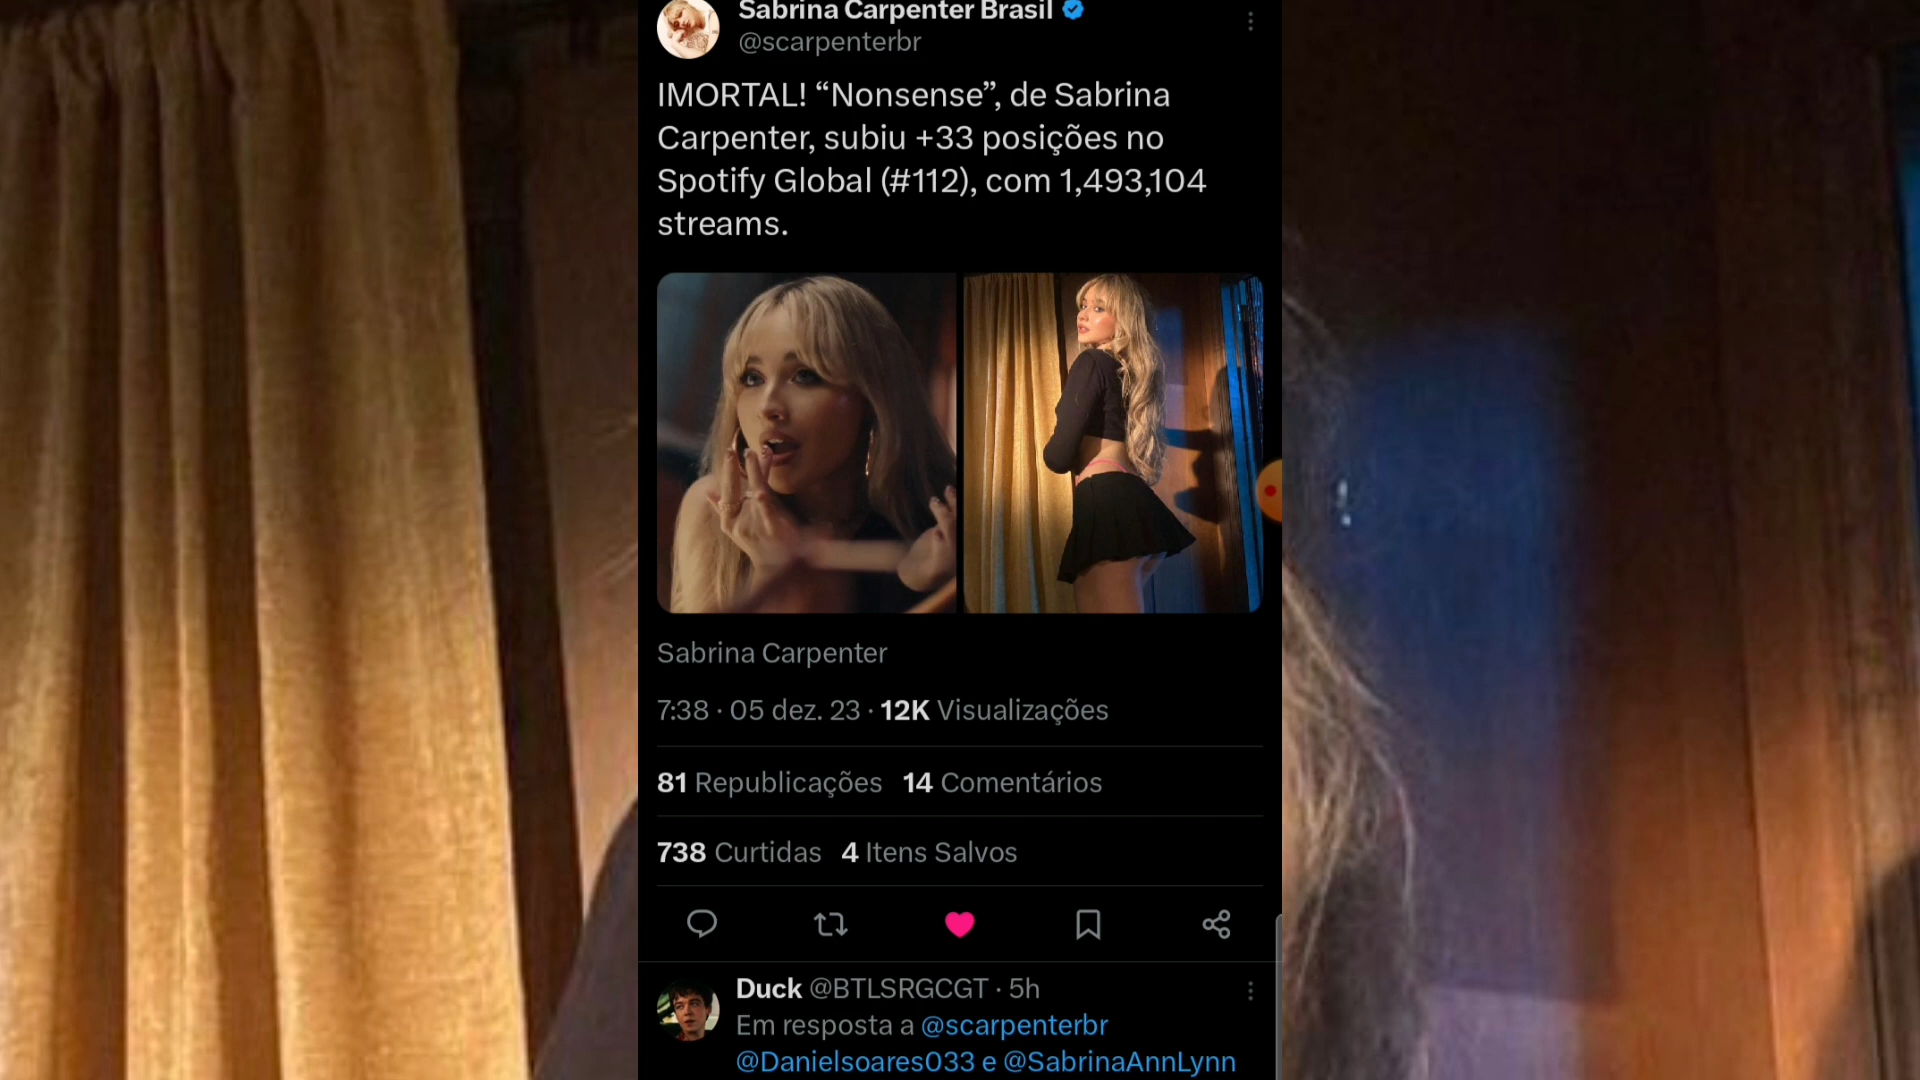 Sabrina Carpenter Brasil
@scarpenterbr
IMORTAL! “Nonsense”, de Sabrina
Carpenter, subiu +33 posições no
Spotify Global (#112), com 1,493,104
streams.
Sabrina Carpenter
7:38 · 05 dez. 23 · 12K Visualizações
81 Republicações 14 Comentários
738 Curtidas 4 Itens Salvos
Duck @BTLSRGCGT · 5h
Em resposta a @scarpenterbr
@Danielsoares033 e @SabrinaAnnLynn